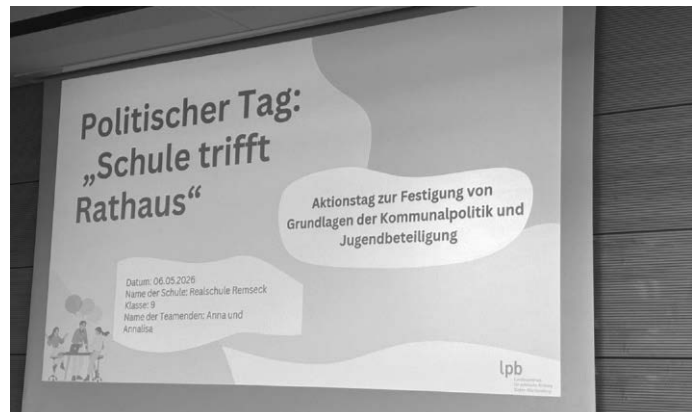 Politischer Tag:
„Schule trifft
Rathaus“
Aktionstag zur Festigung von
Grundlagen der Kommunalpolitik und
Jugendbeteiligung
Datum: 06.05.2026
Name der Schule: Realschule Remseck
Klasse: 9
Name der Teamenden: Anna und
Annalisa
lpb